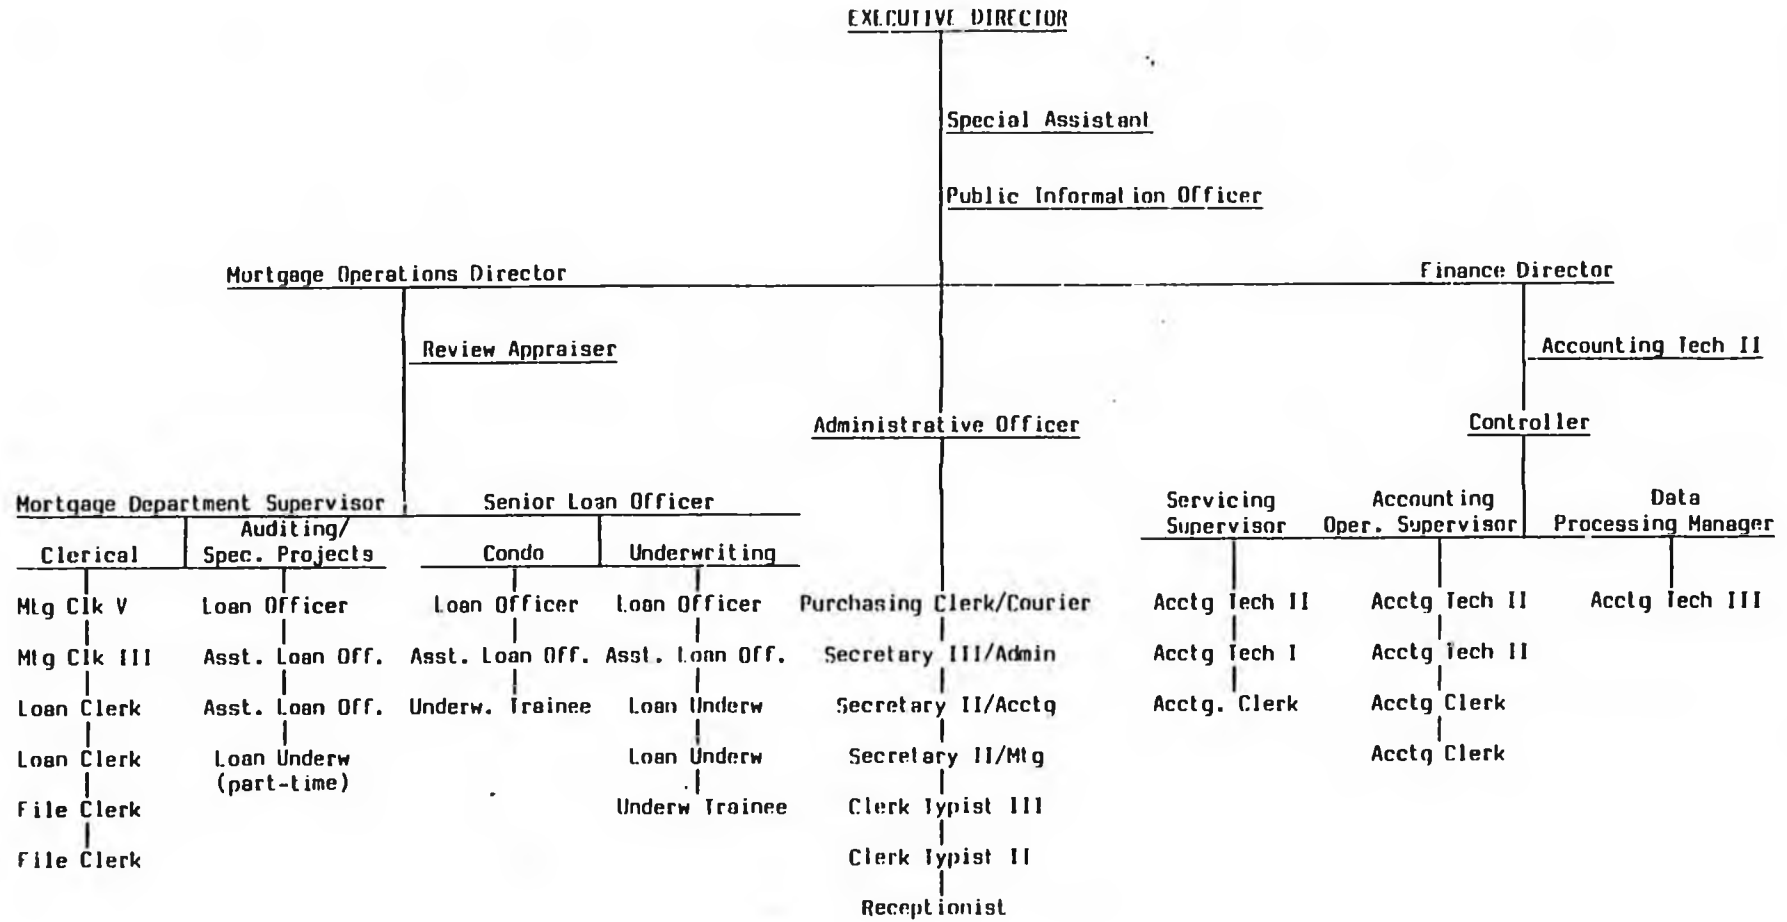 EXECUTIVE DIRECTOR
Special Assistant
Public Information Officer
Mortgage Operations Director
Finance Director
Review Appraiser
Accounting Tech II
Administrative Officer
Controller
Mortgage Department Supervisor
Senior Loan Officer
Servicing Supervisor
Accounting Oper. Supervisor
Data Processing Manager
Clerical
Auditing/
Spec. Projects
Condo
Underwriting
Mtg Clk V
Mtg Clk III
Loan Clerk
Loan Clerk
File Clerk
File Clerk
Loan Officer
Asst. Loan Off.
Asst. Loan Off.
Loan Underw
(part-time)
Loan Officer
Asst. Loan Off.
Underw. Trainee
Loan Officer
Asst. Loan Off.
Loan Underw
Loan Underw
Underw Trainee
Purchasing Clerk/Courier
Secretary III/Admin
Secretary II/Acctg
Secretary II/Mtg
Clerk Typist III
Clerk Typist II
Receptionist
Acctg Tech II
Acctg Tech I
Acctg. Clerk
Acctg Tech II
Acctg Tech II
Acctg Clerk
Acctg Clerk
Acctg Tech III